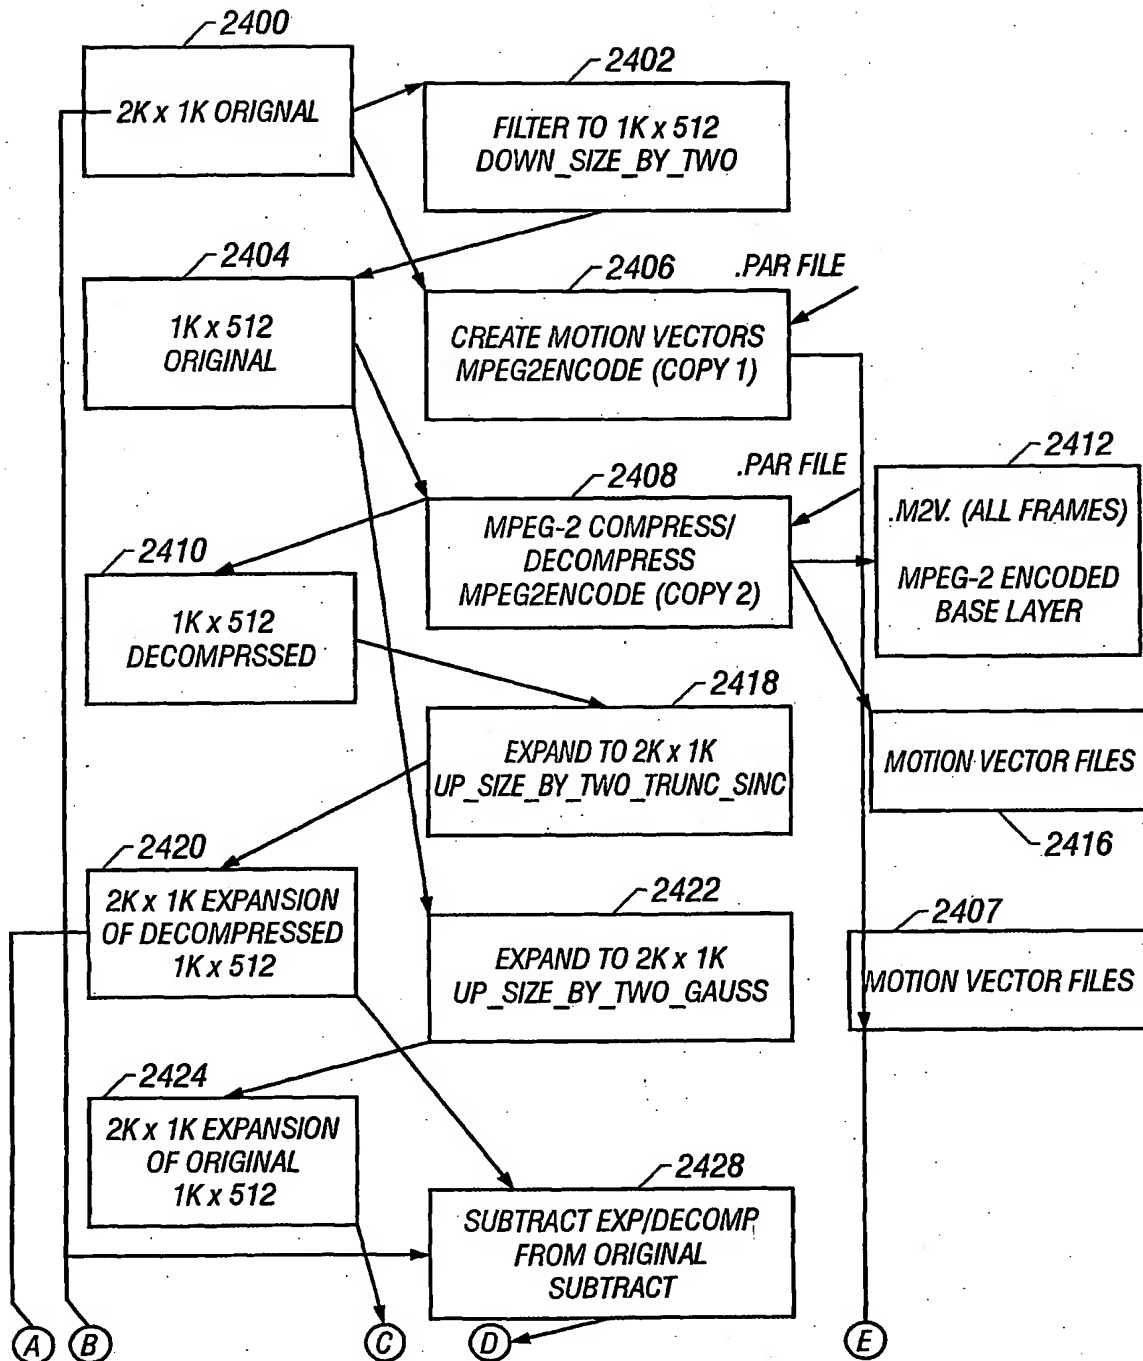 2400
2K x 1K ORIGNAL
2402
FILTER TO 1K x 512
DOWN_SIZE_BY_TWO
2404
1K x 512
ORIGINAL
2406
.PAR FILE
CREATE MOTION VECTORS
MPEG2ENCODE (COPY 1)
2408
.PAR FILE
MPEG-2 COMPRESS/
DECOMPRESS
MPEG2ENCODE (COPY 2)
2412
.M2V. (ALL FRAMES)
MPEG-2 ENCODED
BASE LAYER
2410
1K x 512
DECOMPRSSED
2418
EXPAND TO 2K x 1K
UP_SIZE_BY_TWO_TRUNC_SINC
MOTION VECTOR FILES
2416
2420
2K x 1K EXPANSION
OF DECOMPRESSED
1K x 512
2422
EXPAND TO 2K x 1K
UP_SIZE_BY_TWO_GAUSS
2407
MOTION VECTOR FILES
2424
2K x 1K EXPANSION
OF ORIGINAL
1K x 512
2428
SUBTRACT EXP/DECOMP
FROM ORIGINAL
SUBTRACT
A B C D E